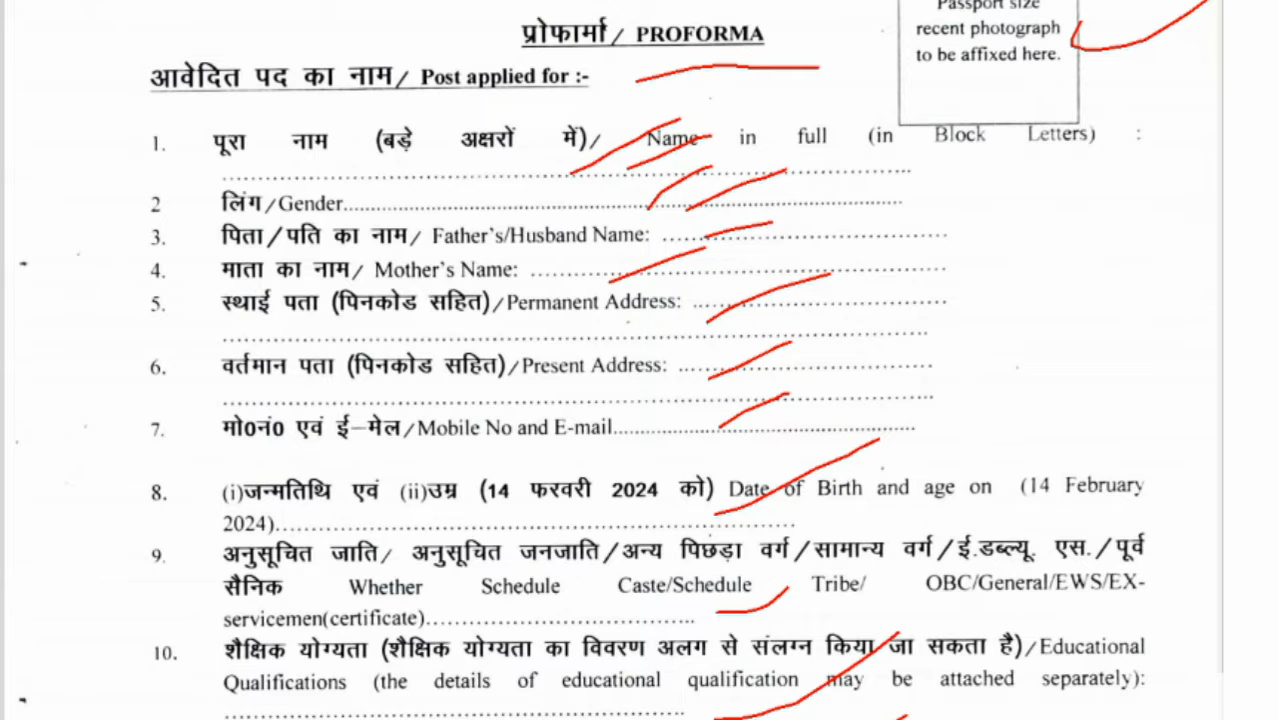 Passport size
recent photograph
to be affixed here.
प्रोफार्मा/ PROFORMA
आवेदित पद का नाम/ Post applied for :-
1. पूरा नाम (बड़े अक्षरों में)/ Name in full (in Block Letters) :
....................................................................................................
2 लिंग/Gender....................................................................................................
3. पिता/पति का नाम/ Father's/Husband Name: ..................................................
4. माता का नाम/ Mother's Name: ......................................................................
5. स्थाई पता (पिनकोड सहित)/Permanent Address: ...........................................
....................................................................................................
6. वर्तमान पता (पिनकोड सहित)/Present Address: ...........................................
....................................................................................................
7. मो0नं0 एवं ई–मेल/Mobile No and E-mail......................................................
8. (i)जन्मतिथि एवं (ii)उम्र (14 फरवरी 2024 को) Date of Birth and age on (14 February
2024)....................................................................................
9. अनुसूचित जाति/ अनुसूचित जनजाति/अन्य पिछड़ा वर्ग/सामान्य वर्ग/ई.डब्ल्यू. एस./पूर्व
सैनिक Whether Schedule Caste/Schedule Tribe/ OBC/General/EWS/EX-
servicemen(certificate)..............................................
10. शैक्षिक योग्यता (शैक्षिक योग्यता का विवरण अलग से संलग्न किया जा सकता है)/Educational
Qualifications (the details of educational qualification may be attached separately):
..................................................................